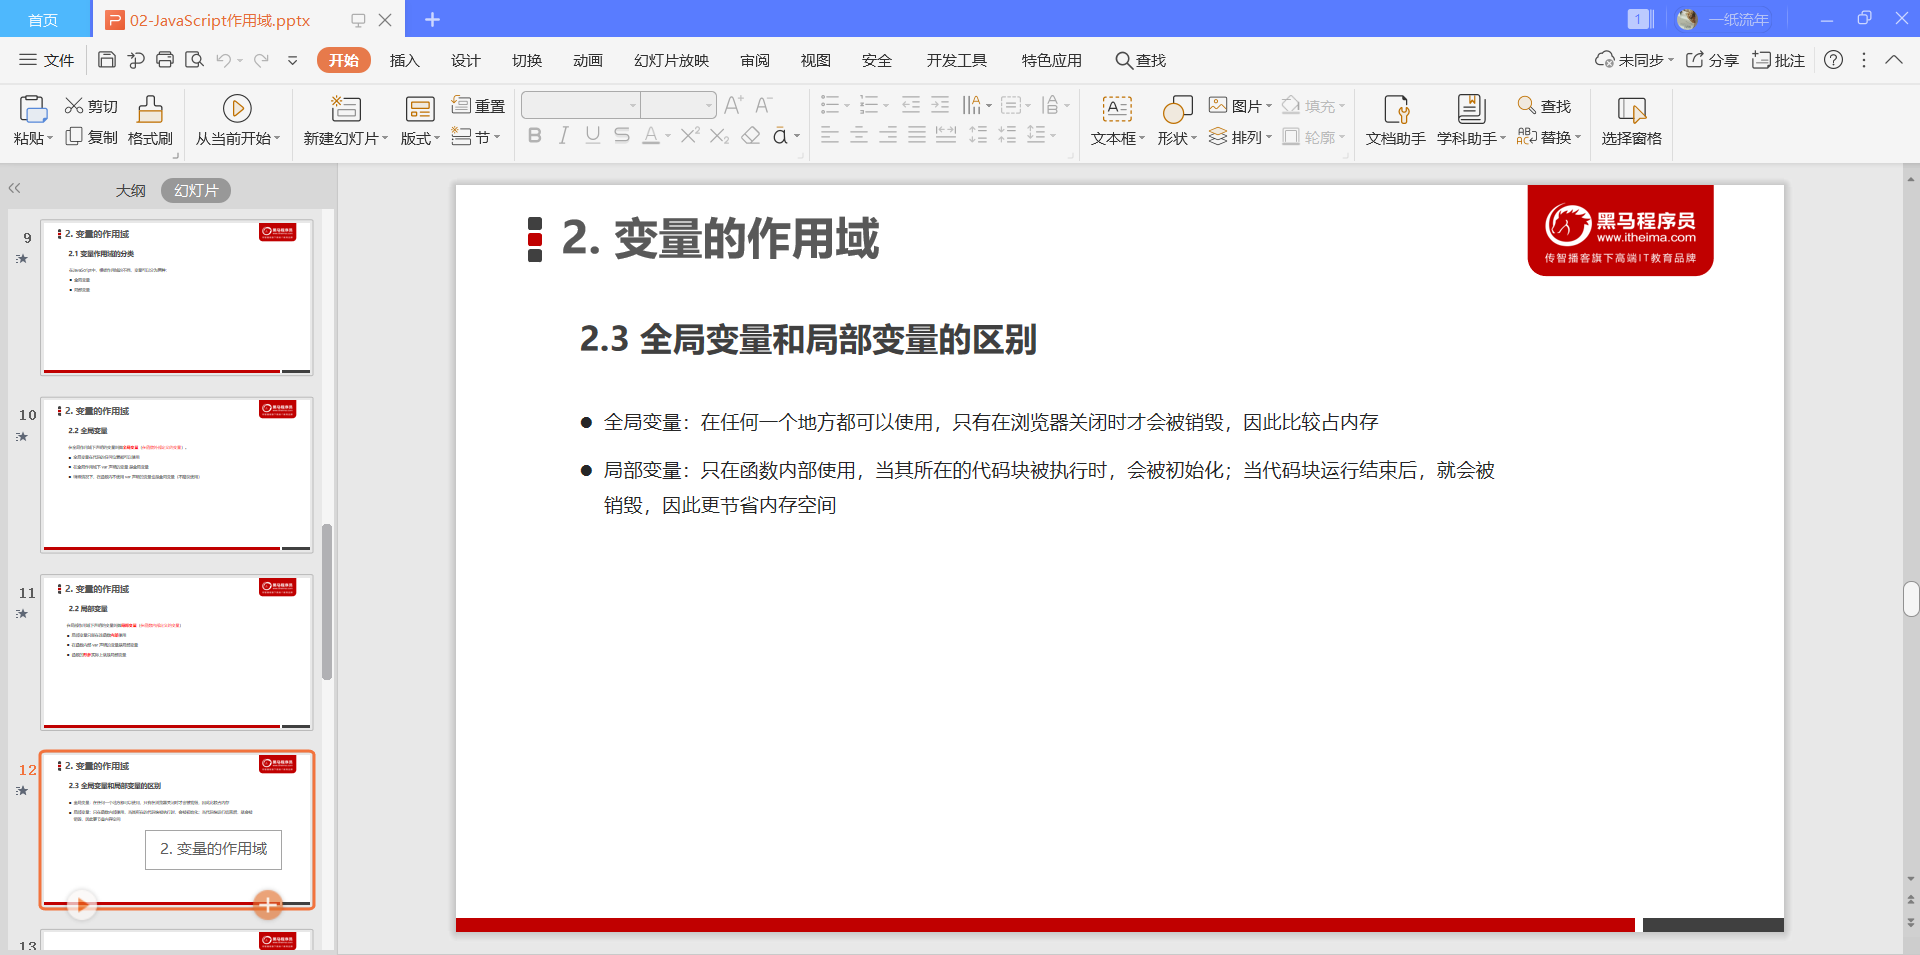 首页
02-JavaScript作用域.pptx
1
一纸流年
文件
开始
插入
设计
切换
动画
幻灯片放映
审阅
视图
安全
开发工具
特色应用
查找
未同步
分享
批注
粘贴
剪切
复制
格式刷
从当前开始
新建幻灯片
版式
重置
节
文本框
形状
图片
排列
填充
轮廓
文档助手
学科助手
查找
替换
选择窗格
大纲
幻灯片
9
2. 变量的作用域
2.1 变量作用域的分类
全局变量
局部变量
10
2. 变量的作用域
2.2 全局变量
11
2. 变量的作用域
2.2 局部变量
12
2. 变量的作用域
2.3 全局变量和局部变量的区别
2. 变量的作用域
13
2. 变量的作用域
黑马程序员
www.itheima.com
传智播客旗下高端IT教育品牌
2.3 全局变量和局部变量的区别
● 全局变量：在任何一个地方都可以使用，只有在浏览器关闭时才会被销毁，因此比较占内存
● 局部变量：只在函数内部使用，当其所在的代码块被执行时，会被初始化；当代码块运行结束后，就会被
销毁，因此更节省内存空间